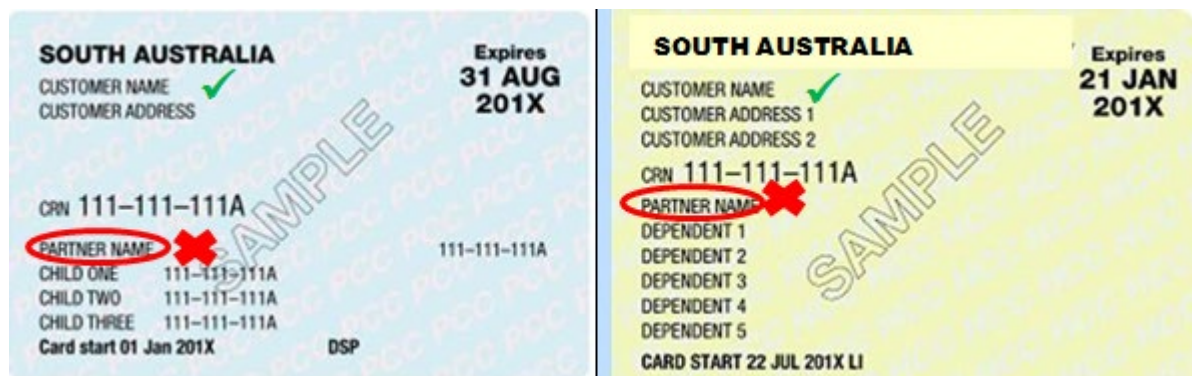 SOUTH AUSTRALIA
Expires
CUSTOMER NAME
31 AUG
CUSTOMER ADDRESS
201X
SAMPLE
CRN 111–111–111A
PARTNER NAME 111–111–111A
CHILD ONE 111–111–111A
CHILD TWO 111–111–111A
CHILD THREE 111–111–111A
Card start 01 Jan 201X DSP
SOUTH AUSTRALIA
Expires
CUSTOMER NAME
21 JAN
CUSTOMER ADDRESS 1
201X
CUSTOMER ADDRESS 2
SAMPLE
CRN 111–111–111A
PARTNER NAME
DEPENDENT 1
DEPENDENT 2
DEPENDENT 3
DEPENDENT 4
DEPENDENT 5
CARD START 22 JUL 201X LI